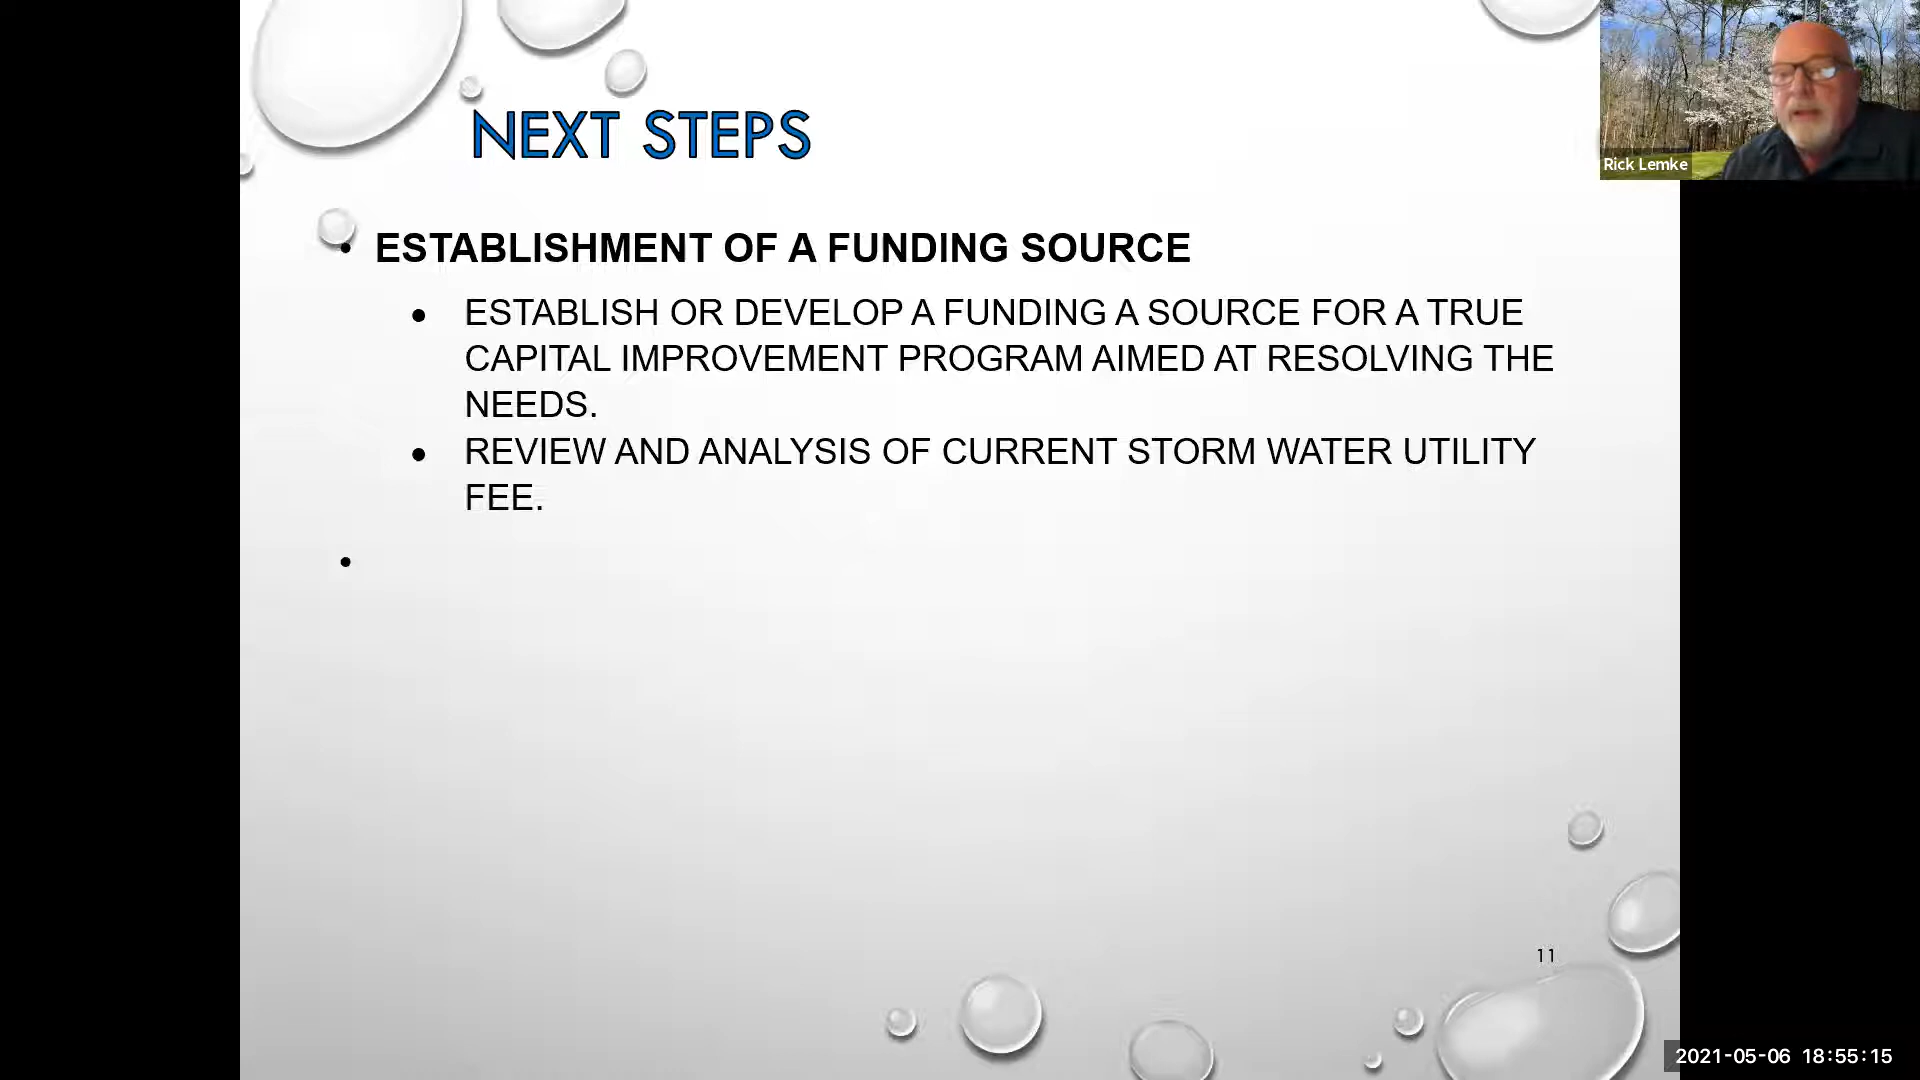 NEXT STEPS
Rick Lemke
• ESTABLISHMENT OF A FUNDING SOURCE
• ESTABLISH OR DEVELOP A FUNDING A SOURCE FOR A TRUE
CAPITAL IMPROVEMENT PROGRAM AIMED AT RESOLVING THE
NEEDS.
• REVIEW AND ANALYSIS OF CURRENT STORM WATER UTILITY
FEE.
•
11
2021-05-06 18:55:15